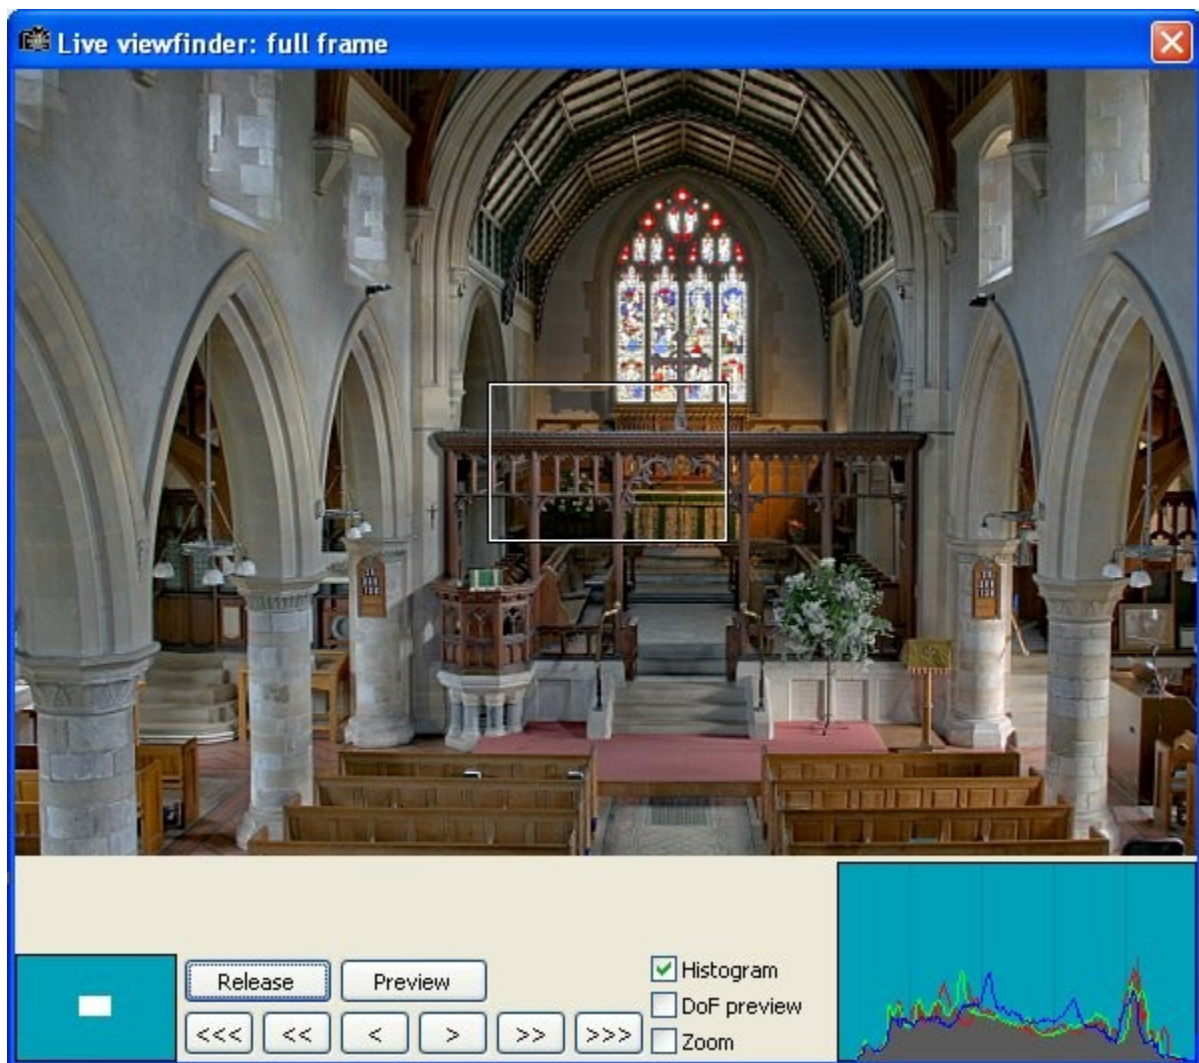 Live viewfinder: full frame
Release
Preview
Histogram
DoF preview
Zoom
<<<
<<
<
>
>>
>>>